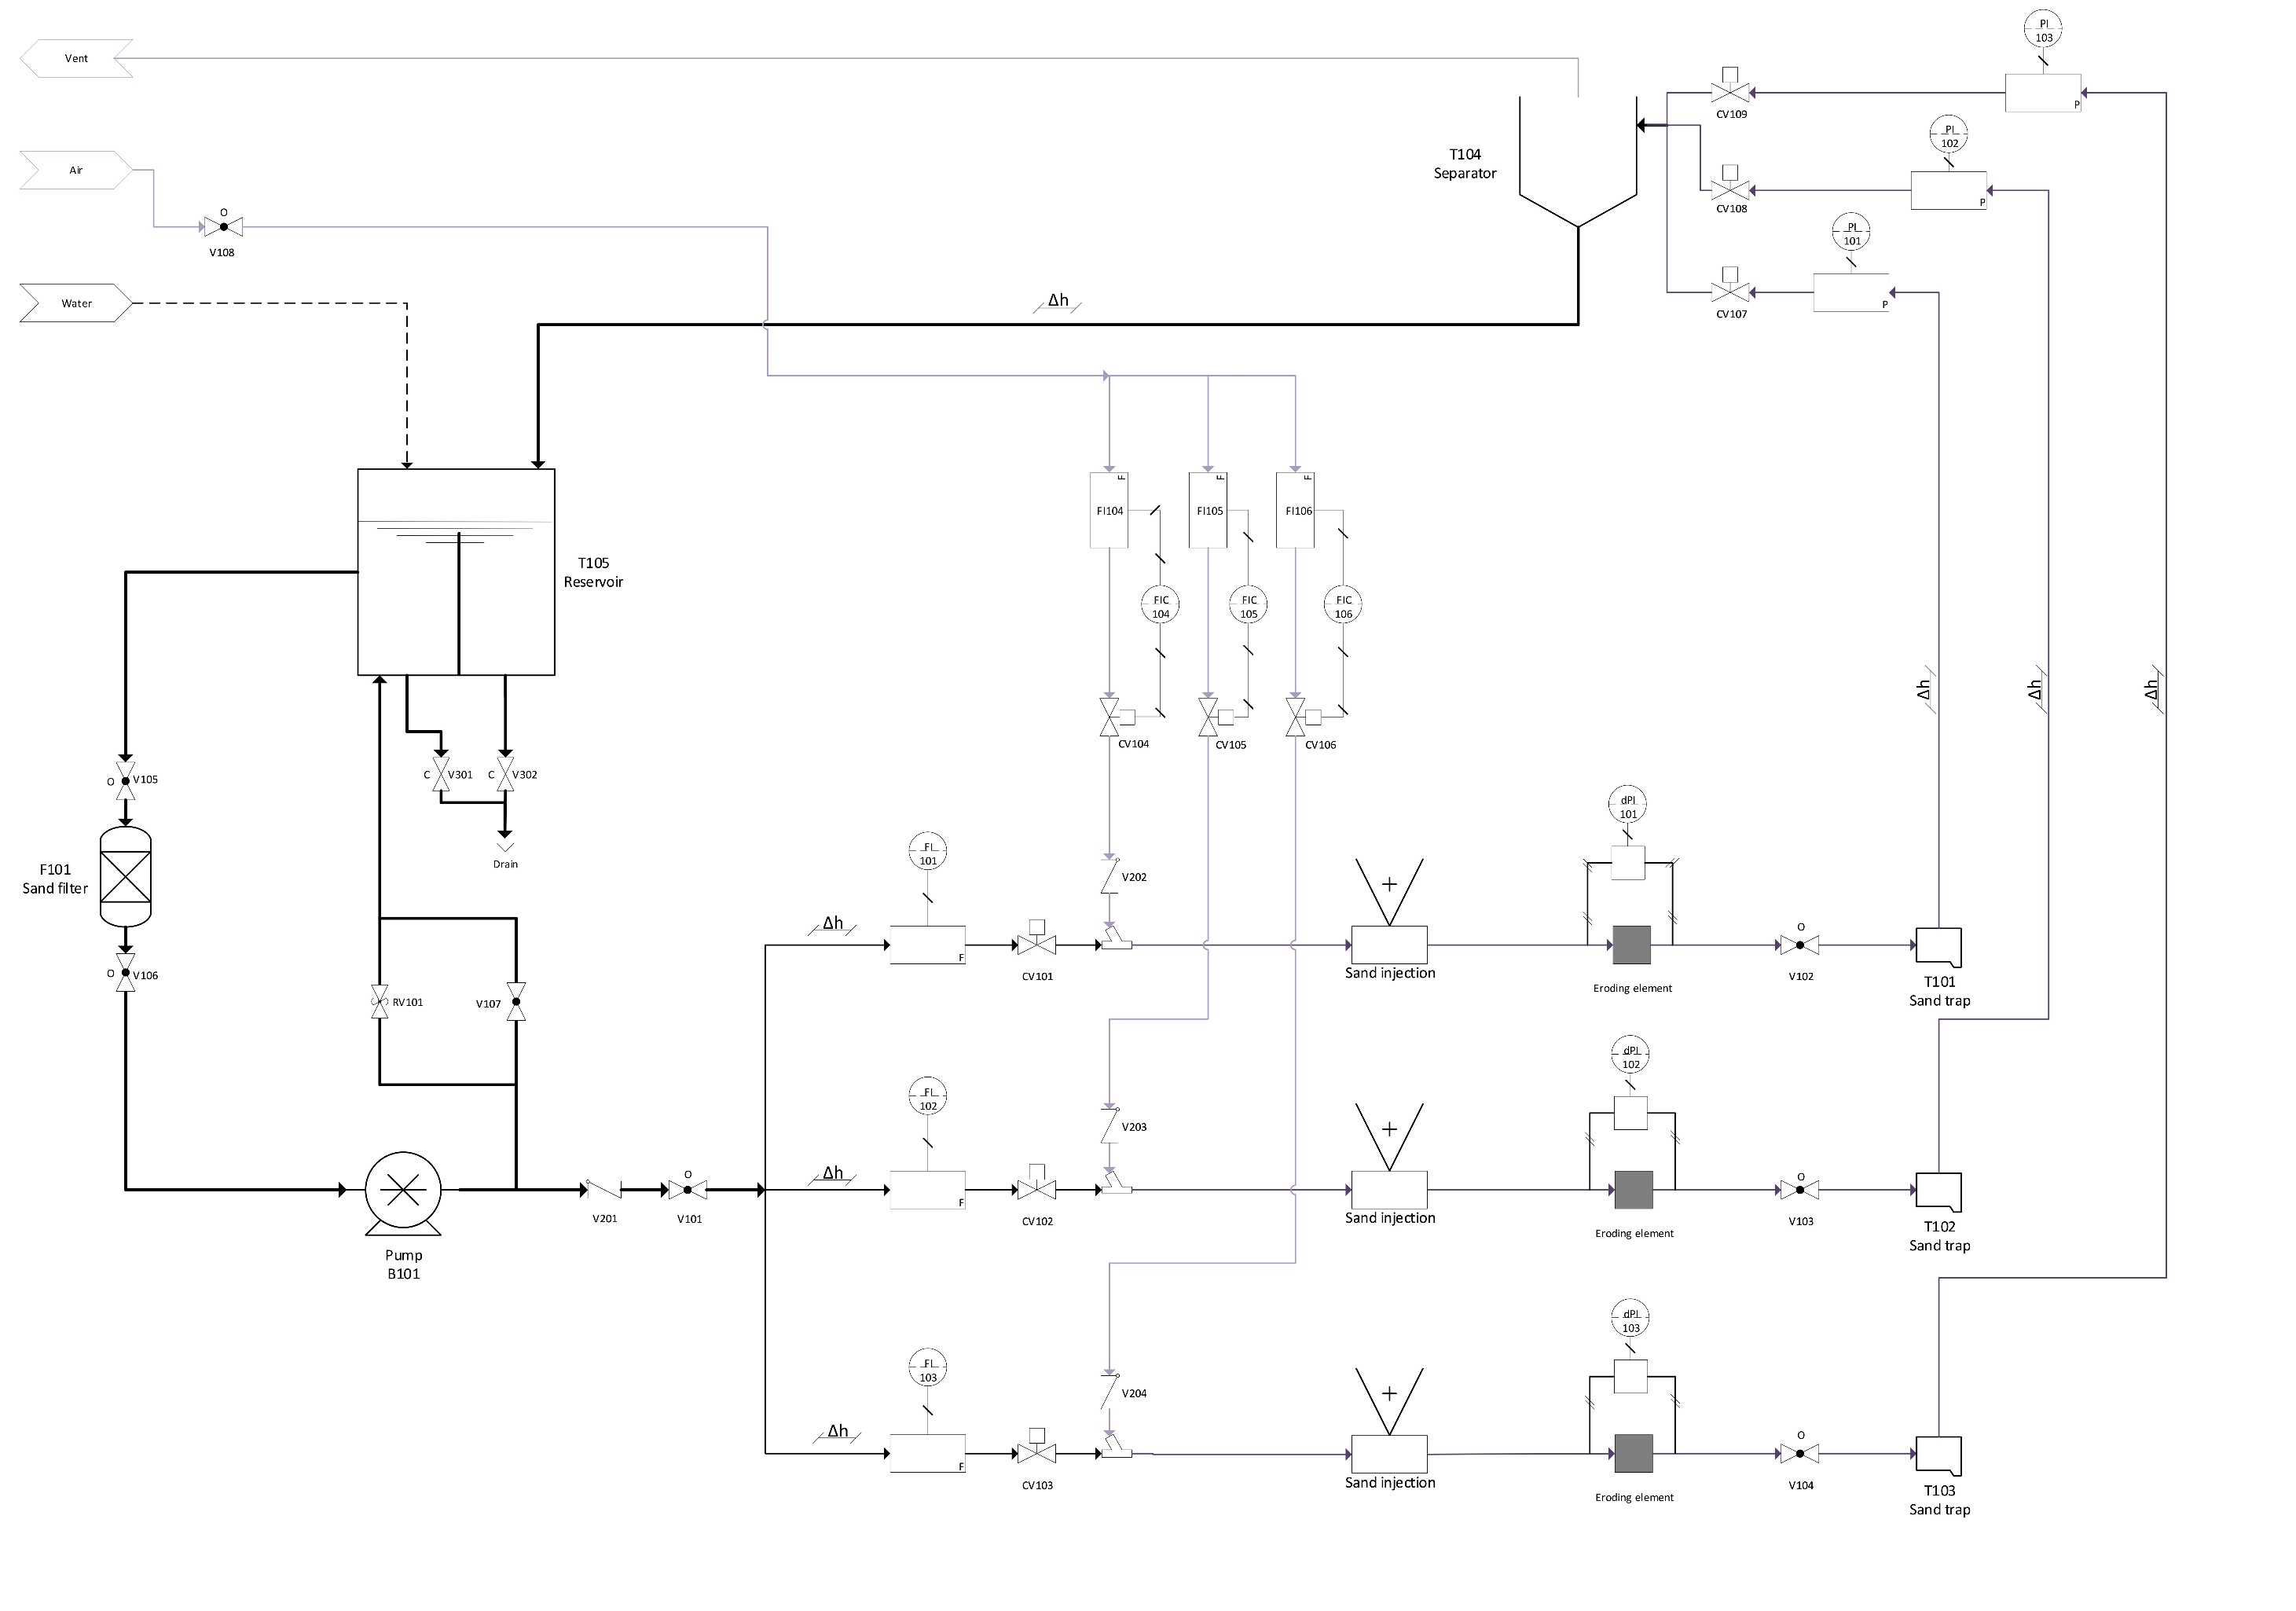 PI
103
Vent
CV109
P
PI
102
T104
Separator
Air
CV108
P
PI
101
O
V108
Water
Δh
CV107
P
F
F
F
FI104
FI105
FI106
T105
Reservoir
FIC
104
FIC
105
FIC
106
Δh
Δh
Δh
CV104
CV105
CV106
O
V105
C
V301
C
V302
dPI
101
Drain
FI
101
F101
Sand filter
V202
Δh
O
F
CV101
Sand injection
V102
Eroding element
T101
Sand trap
O
V106
RV101
V107
dPI
102
FI
102
V203
Δh
O
O
F
V201
V101
CV102
Sand injection
V103
Eroding element
T102
Sand trap
Pump
B101
dPI
103
FI
103
V204
Δh
O
F
CV103
Sand injection
V104
Eroding element
T103
Sand trap